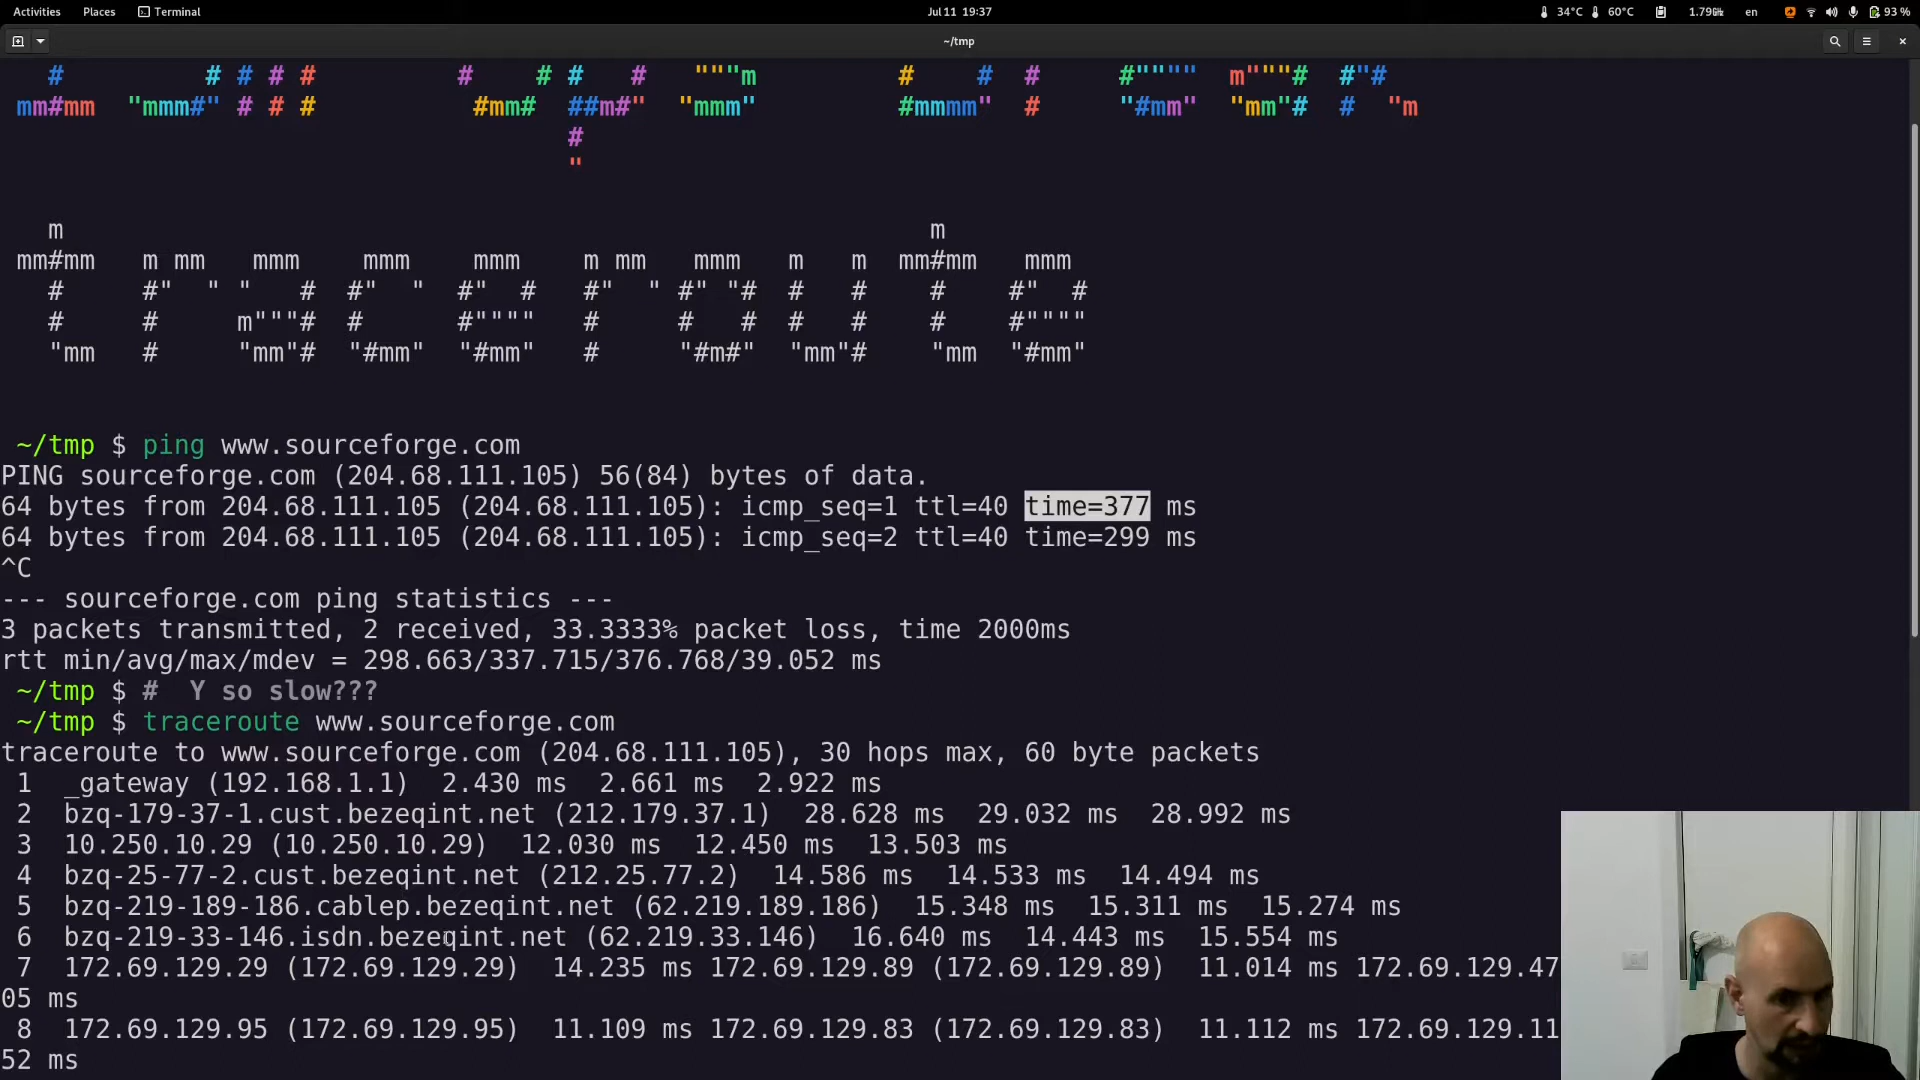 Activities Places Terminal Jul 11 19:37 34°C 60°C 1.79GHz en 93 %
~/tmp
traceroute
~/tmp $ ping www.sourceforge.com
PING sourceforge.com (204.68.111.105) 56(84) bytes of data.
64 bytes from 204.68.111.105 (204.68.111.105): icmp_seq=1 ttl=40 time=377 ms
64 bytes from 204.68.111.105 (204.68.111.105): icmp_seq=2 ttl=40 time=299 ms
^C
--- sourceforge.com ping statistics ---
3 packets transmitted, 2 received, 33.3333% packet loss, time 2000ms
rtt min/avg/max/mdev = 298.663/337.715/376.768/39.052 ms
~/tmp $ #  Y so slow???
~/tmp $ traceroute www.sourceforge.com
traceroute to www.sourceforge.com (204.68.111.105), 30 hops max, 60 byte packets
1 _gateway (192.168.1.1) 2.430 ms 2.661 ms 2.922 ms
2 bzq-179-37-1.cust.bezeqint.net (212.179.37.1) 28.628 ms 29.032 ms 28.992 ms
3 10.250.10.29 (10.250.10.29) 12.030 ms 12.450 ms 13.503 ms
4 bzq-25-77-2.cust.bezeqint.net (212.25.77.2) 14.586 ms 14.533 ms 14.494 ms
5 bzq-219-189-186.cablep.bezeqint.net (62.219.189.186) 15.348 ms 15.311 ms 15.274 ms
6 bzq-219-33-146.isdn.bezeqint.net (62.219.33.146) 16.640 ms 14.443 ms 15.554 ms
7 172.69.129.29 (172.69.129.29) 14.235 ms 172.69.129.89 (172.69.129.89) 11.014 ms 172.69.129.47
05 ms
8 172.69.129.95 (172.69.129.95) 11.109 ms 172.69.129.83 (172.69.129.83) 11.112 ms 172.69.129.11
52 ms